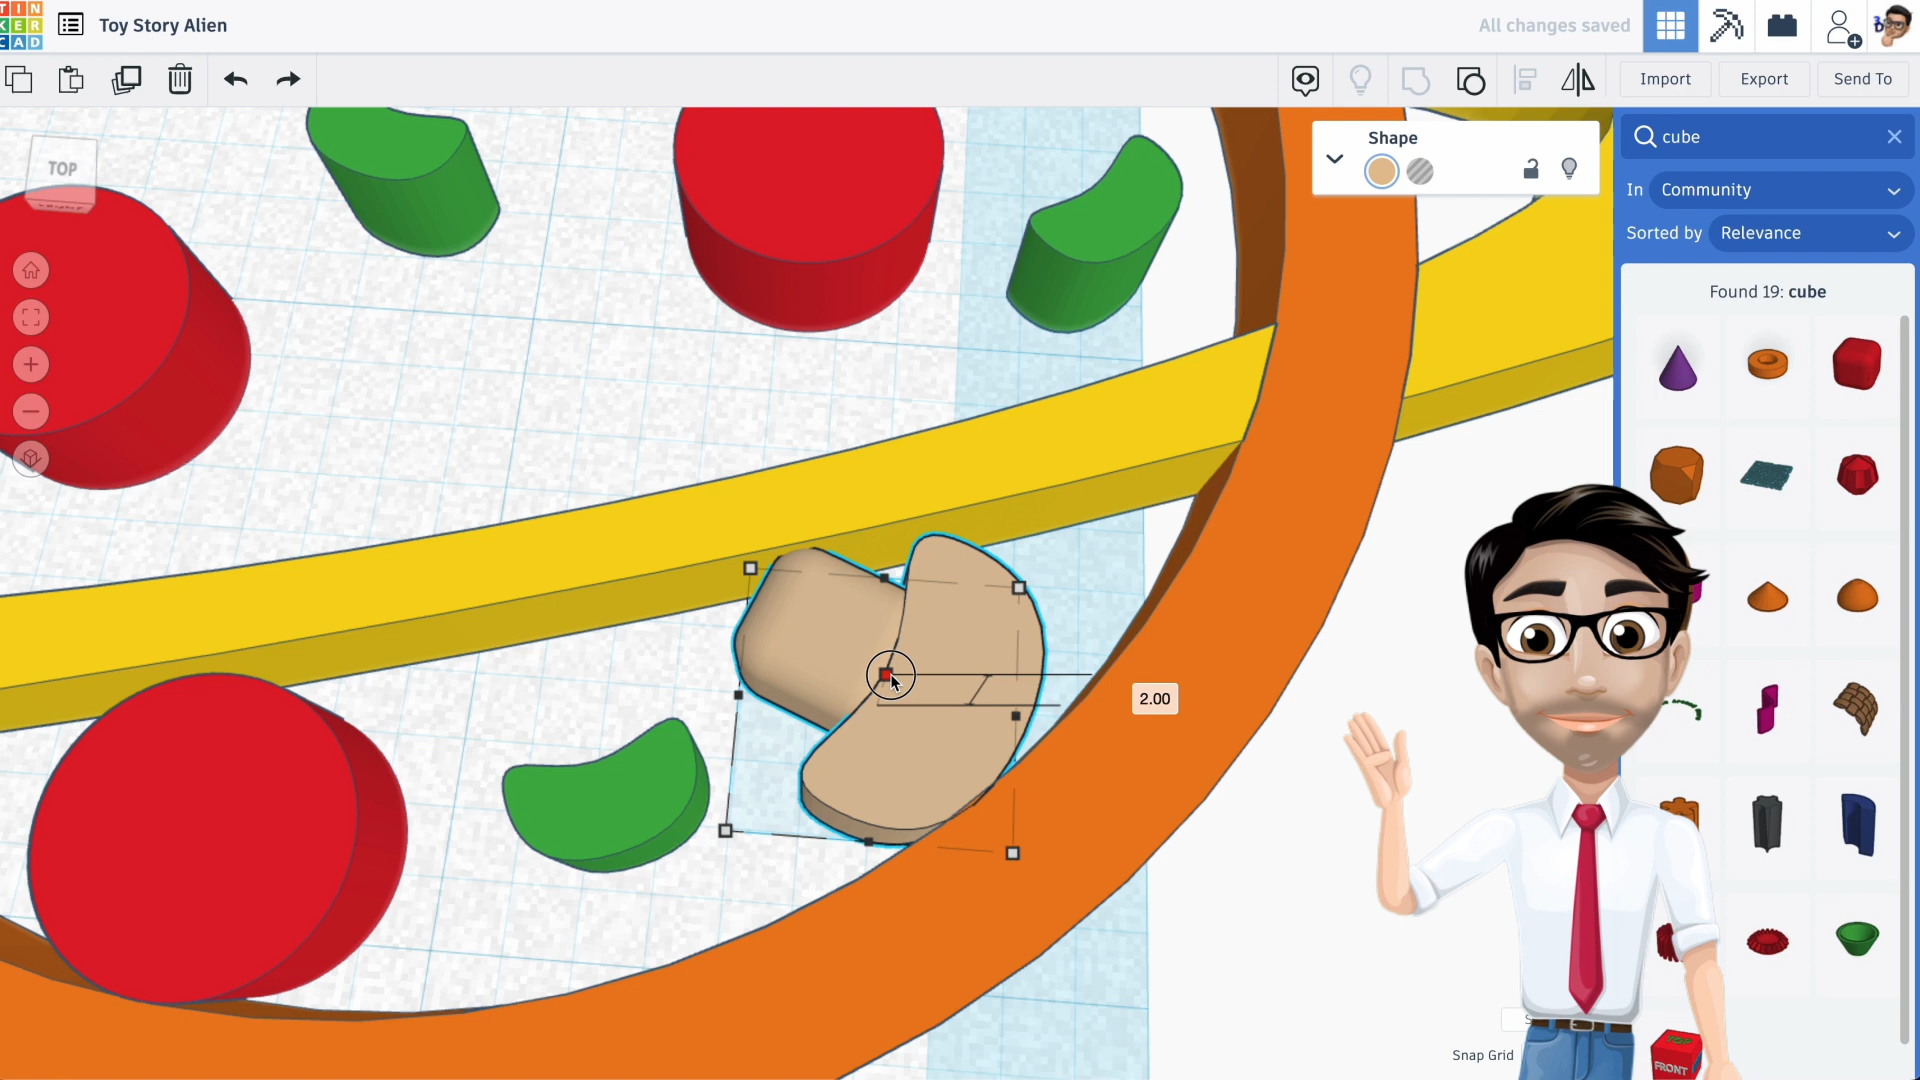 TIN
KER
CAD
Toy Story Alien
All changes saved
Import
Export
Send To
TOP
Shape
cube
In Community
Sorted by Relevance
Found 19: cube
2.00
Snap Grid
TOP
FRONT